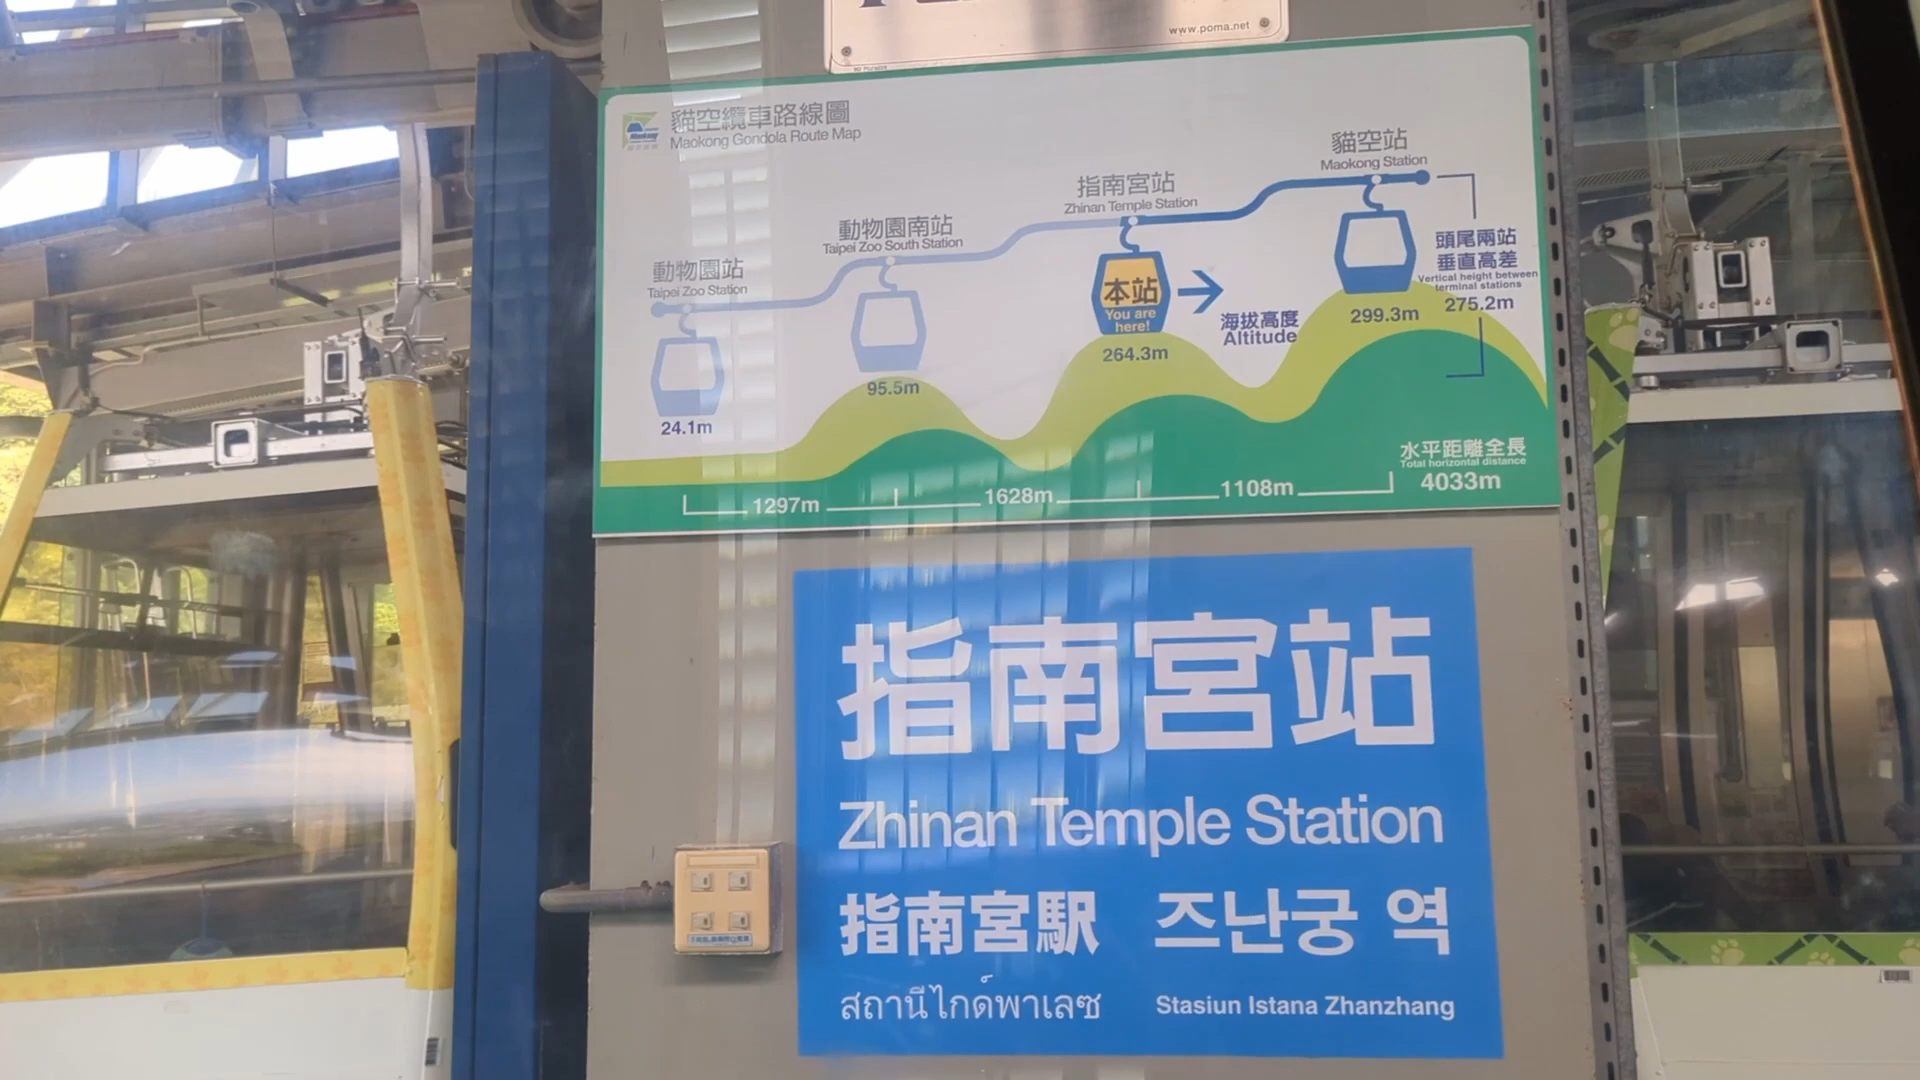 www.poma.net
貓空纜車路線圖
Maokong Gondola Route Map
貓空站
Maokong Station
指南宮站
Zhinan Temple Station
動物園南站
Taipei Zoo South Station
動物園站
Taipei Zoo Station
頭尾兩站
垂直高差
Vertical height between
terminal stations
275.2m
本站
You are
here!
海拔高度
Altitude
299.3m
264.3m
95.5m
24.1m
水平距離全長
Total horizontal distance
4033m
1297m
1628m
1108m
指南宮站
Zhinan Temple Station
指南宮駅 즈난궁 역
สถานีไกด์พาเลซ Stasiun Istana Zhanzhang